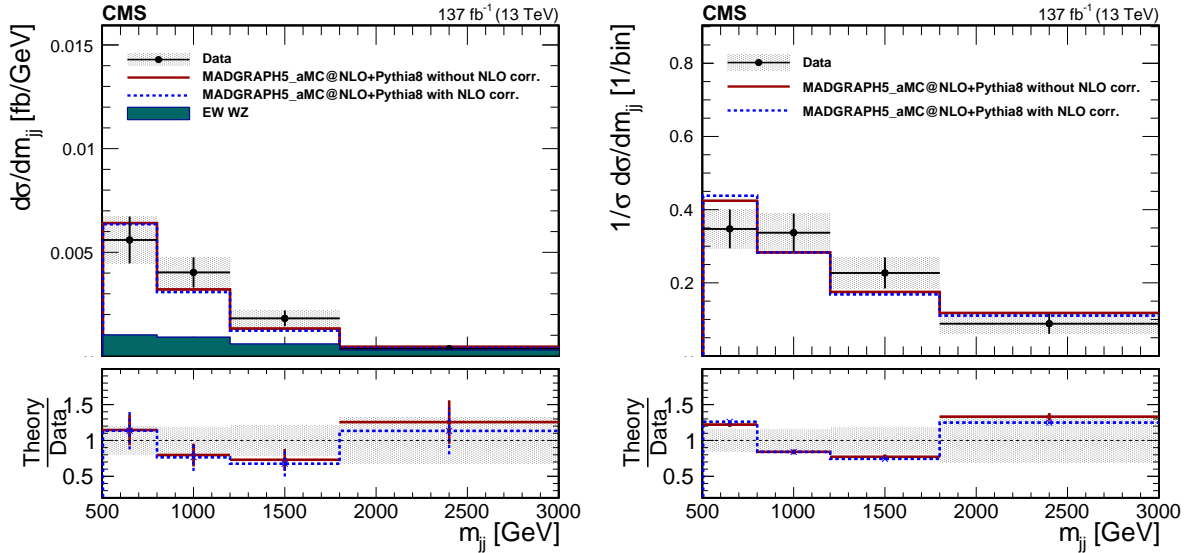 CMS 137 fb⁻¹ (13 TeV)
dσ/dm_jj [fb/GeV]
0.015
0.01
0.005
Data
MADGRAPH5_aMC@NLO+Pythia8 without NLO corr.
MADGRAPH5_aMC@NLO+Pythia8 with NLO corr.
EW WZ
Theory
Data
1.5
1
0.5
500 1000 1500 2000 2500 3000
m_jj [GeV]
CMS 137 fb⁻¹ (13 TeV)
1/σ dσ/dm_jj [1/bin]
0.8
0.6
0.4
0.2
Data
MADGRAPH5_aMC@NLO+Pythia8 without NLO corr.
MADGRAPH5_aMC@NLO+Pythia8 with NLO corr.
Theory
Data
1.5
1
0.5
500 1000 1500 2000 2500 3000
m_jj [GeV]